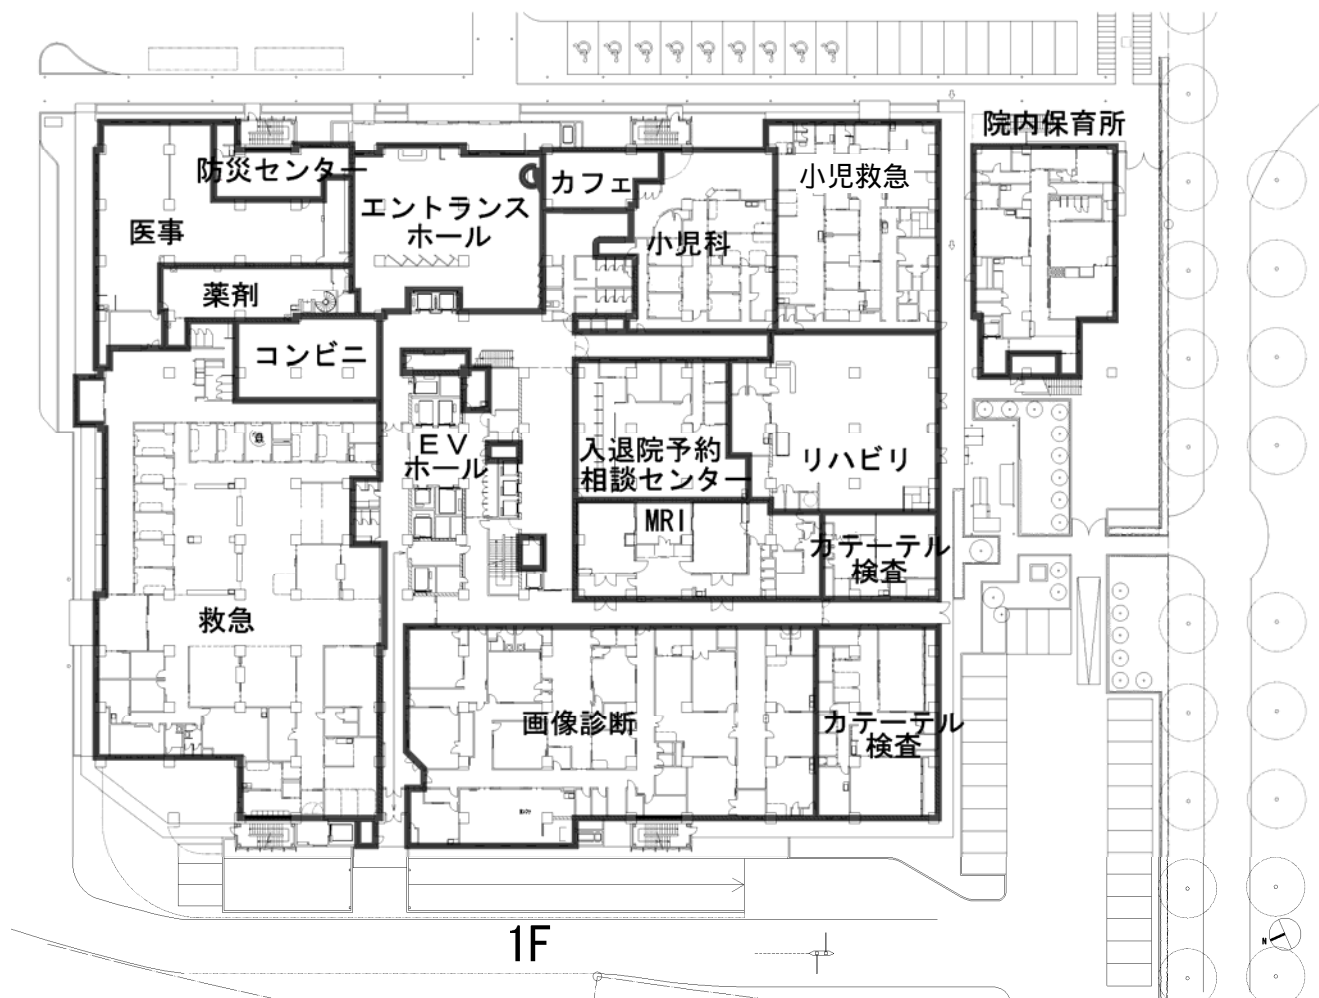 院内保育所
防災センター
カフェ
小児救急
エントランス
ホール
医事
小児科
薬剤
コンビニ
EV
ホール
入退院予約
相談センター
リハビリ
MRI
カテーテル
検査
救急
画像診断
カテーテル
検査
1F
N